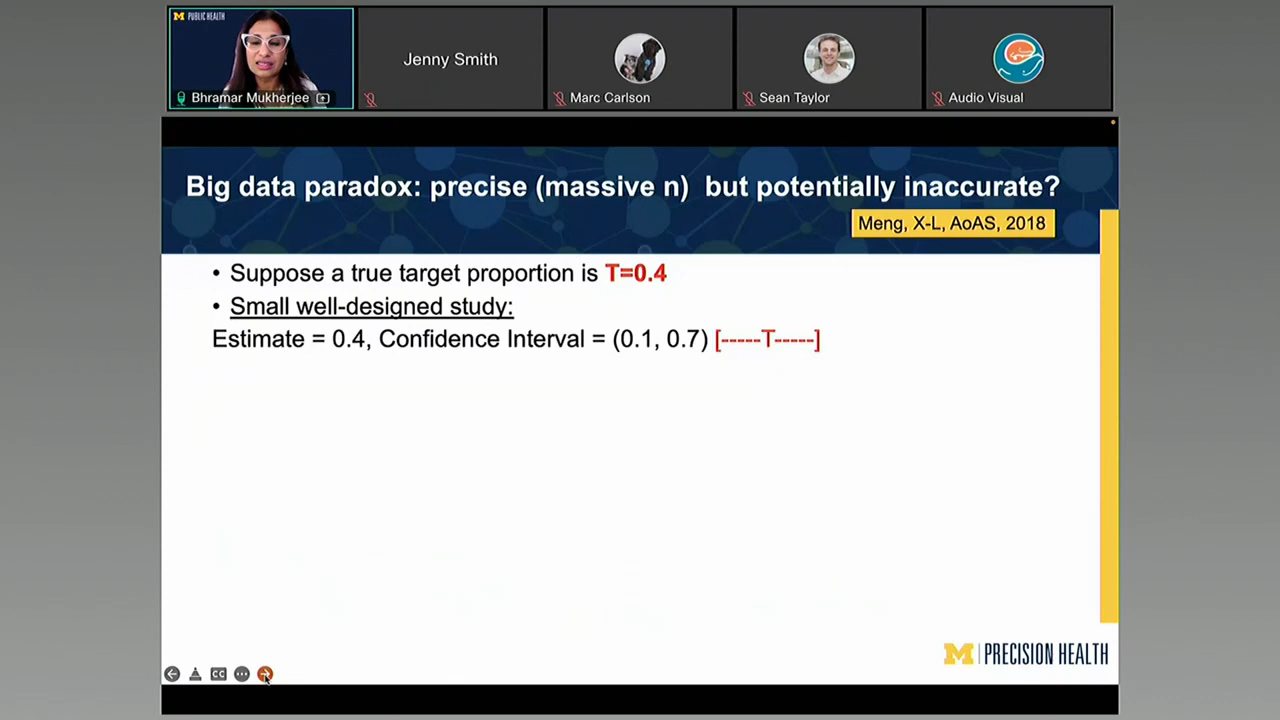 M PUBLIC HEALTH
Bhramar Mukherjee
Jenny Smith
Marc Carlson
Sean Taylor
Audio Visual
Big data paradox: precise (massive n) but potentially inaccurate?
Meng, X-L, AoAS, 2018
• Suppose a true target proportion is T=0.4
• Small well-designed study:
Estimate = 0.4, Confidence Interval = (0.1, 0.7) [-----T-----]
M | PRECISION HEALTH
CC